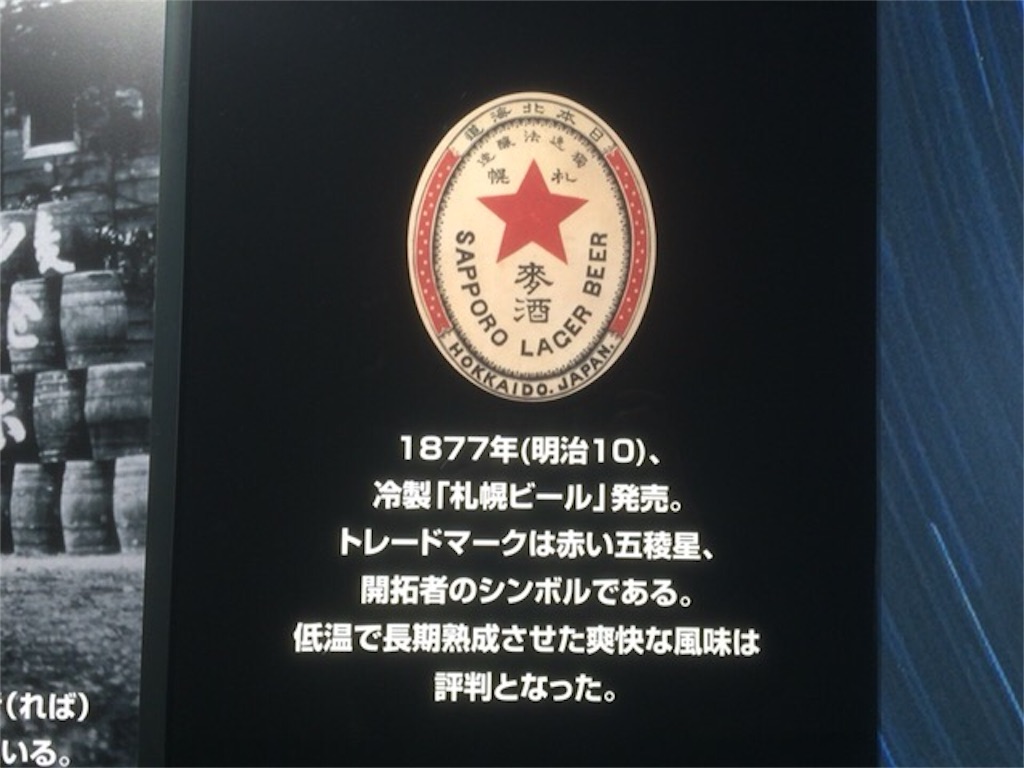 日本北海道
獨逸法醸造
札幌
麥酒
SAPPORO LAGER BEER
HOKKAIDO. JAPAN.
1877年(明治10)、
冷製「札幌ビール」発売。
トレードマークは赤い五稜星、
開拓者のシンボルである。
低温で長期熟成させた爽快な風味は
評判となった。
(れば)
いる。